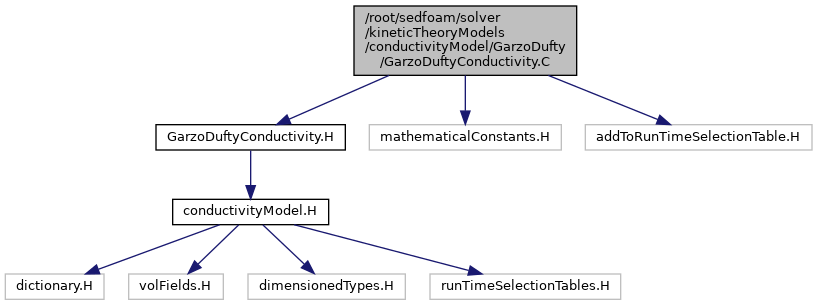 /root/sedfoam/solver
/kineticTheoryModels
/conductivityModel/GarzoDufty
/GarzoDuftyConductivity.C
GarzoDuftyConductivity.H
mathematicalConstants.H
addToRunTimeSelectionTable.H
conductivityModel.H
dictionary.H
volFields.H
dimensionedTypes.H
runTimeSelectionTables.H